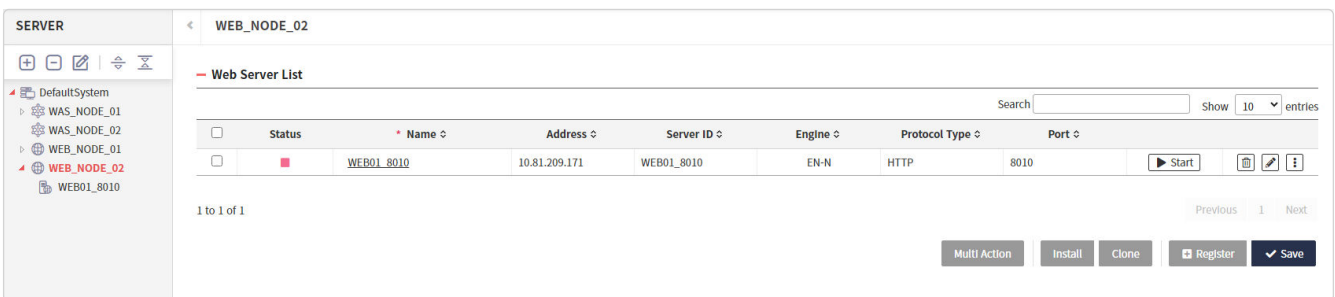 SERVER
WEB_NODE_02
DefaultSystem
WAS_NODE_01
WAS_NODE_02
WEB_NODE_01
WEB_NODE_02
WEB01_8010
Web Server List
Search Show 10 entries
Status * Name Address Server ID Engine Protocol Type Port
WEB01_8010 10.81.209.171 WEB01_8010 EN-N HTTP 8010 Start
1 to 1 of 1
Previous 1 Next
Multi Action Install Clone Register Save